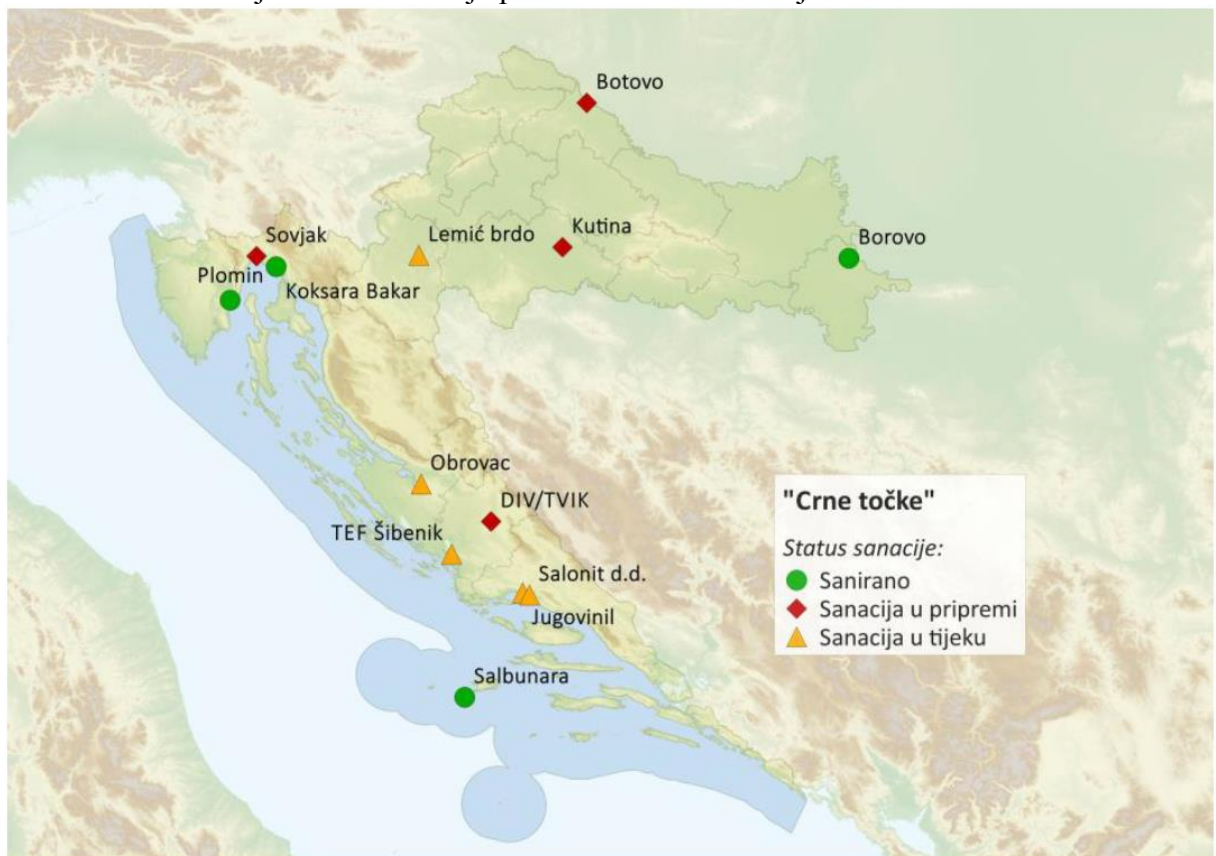 Botovo
Kutina
Lemić brdo
Borovo
Sovjak
Plomin
Koksara Bakar
Obrovac
DIV/TVIK
TEF Šibenik
Salonit d.d.
Jugovinil
Salbunara
"Crne točke"
Status sanacije:
Sanirano
Sanacija u pripremi
Sanacija u tijeku